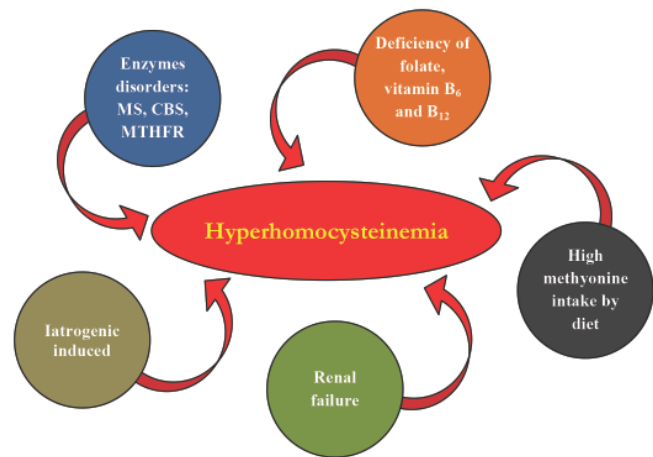 Enzymes
disorders:
MS, CBS,
MTHFR
Deficiency of
folate,
vitamin B₆
and B₁₂
Hyperhomocysteinemia
High
methyonine
intake by
diet
Iatrogenic
induced
Renal
failure